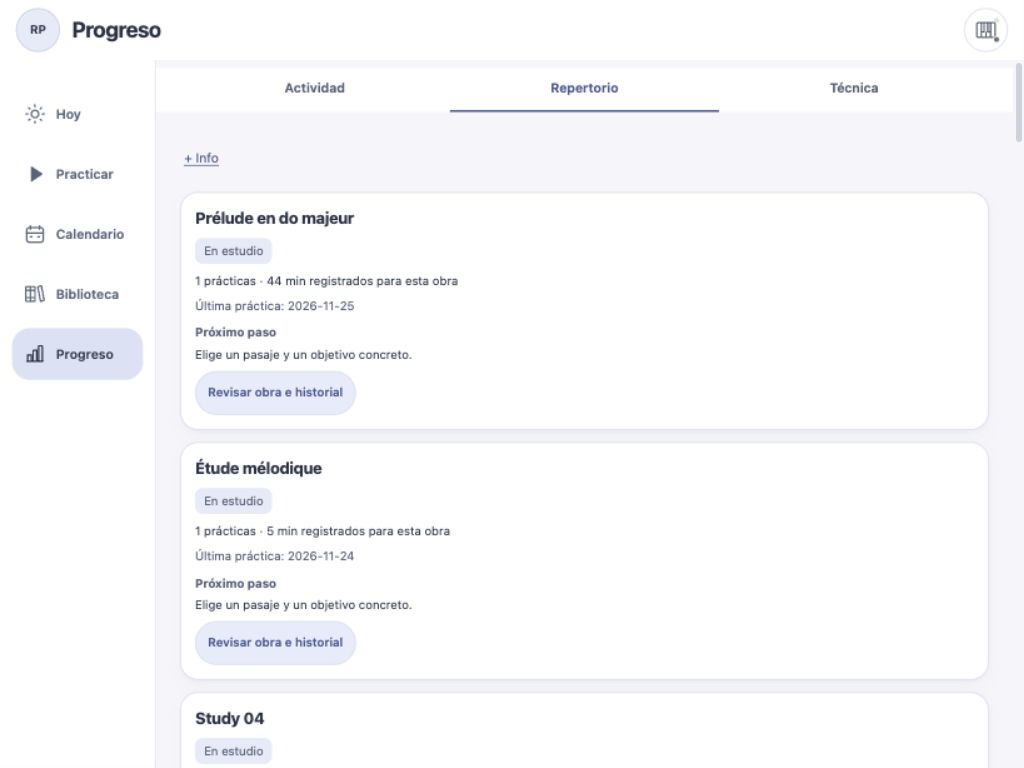 RP
Progreso
Hoy
Practicar
Calendario
Biblioteca
Progreso
Actividad
Repertorio
Técnica
+ Info
Prélude en do majeur
En estudio
1 prácticas · 44 min registrados para esta obra
Última práctica: 2026-11-25
Próximo paso
Elige un pasaje y un objetivo concreto.
Revisar obra e historial
Étude mélodique
En estudio
1 prácticas · 5 min registrados para esta obra
Última práctica: 2026-11-24
Próximo paso
Elige un pasaje y un objetivo concreto.
Revisar obra e historial
Study 04
En estudio